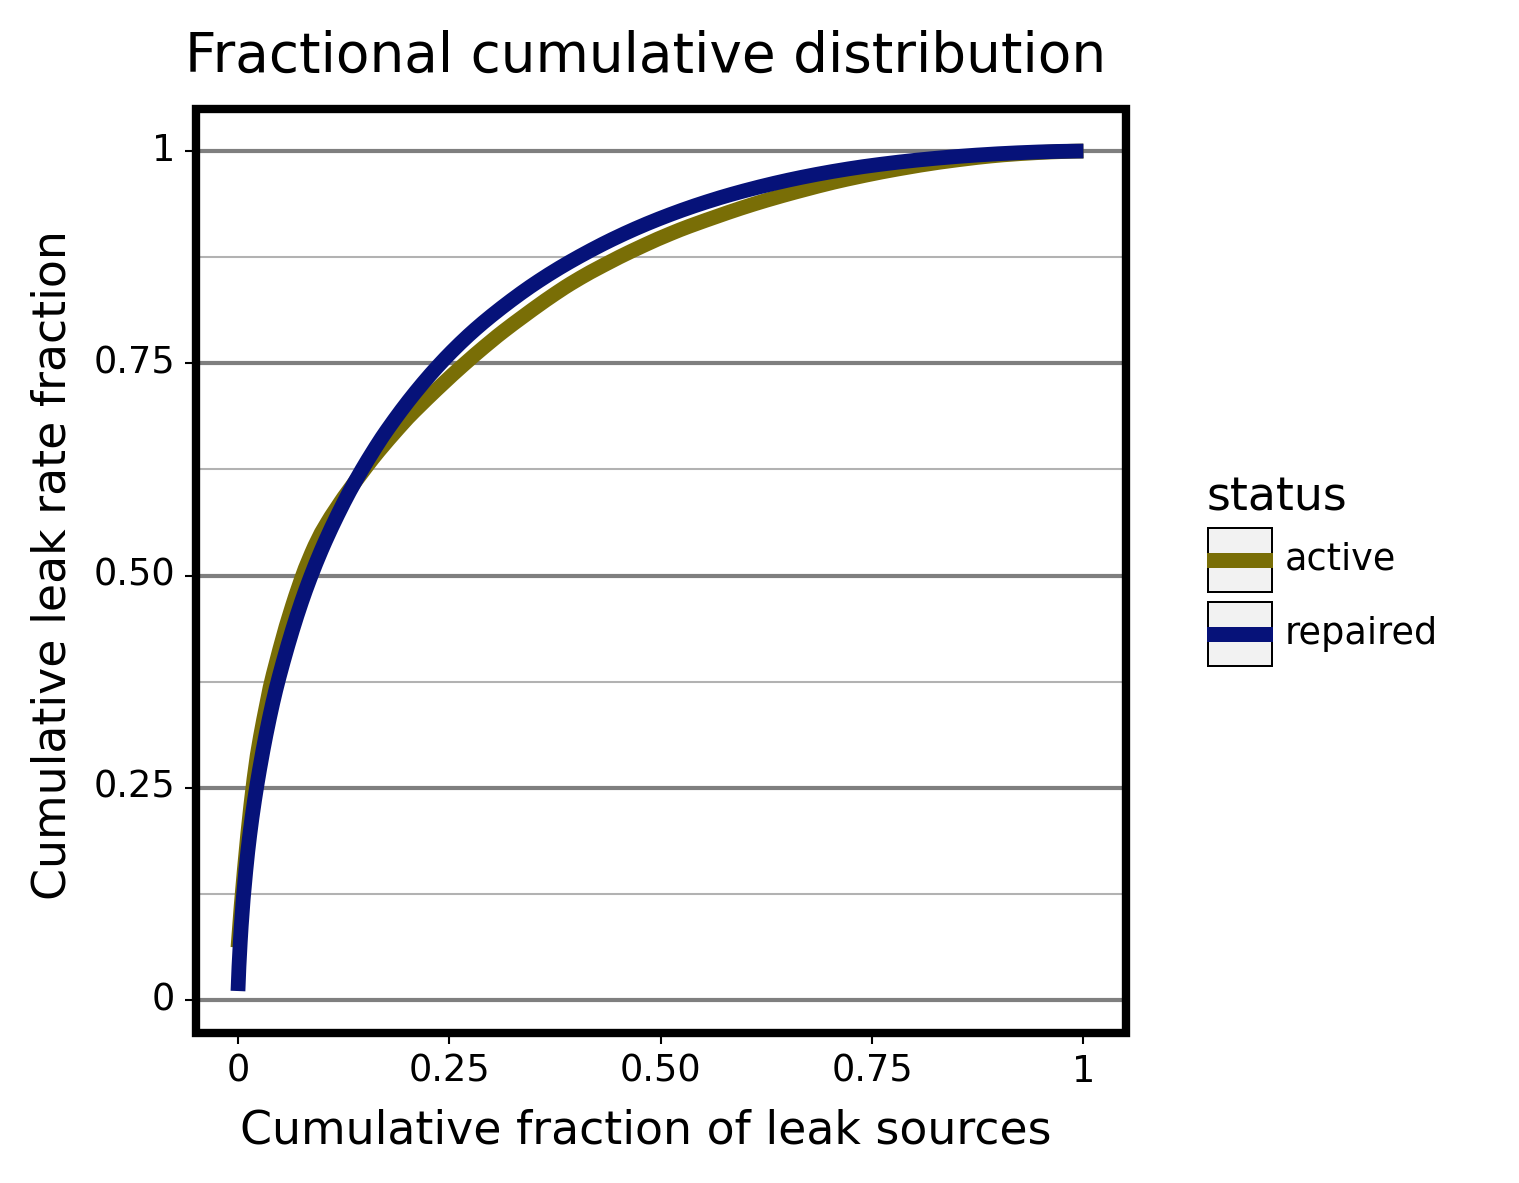 Fractional cumulative distribution
Cumulative leak rate fraction
1
0.75
0.50
0.25
0
0
0.25
0.50
0.75
1
Cumulative fraction of leak sources
status
active
repaired